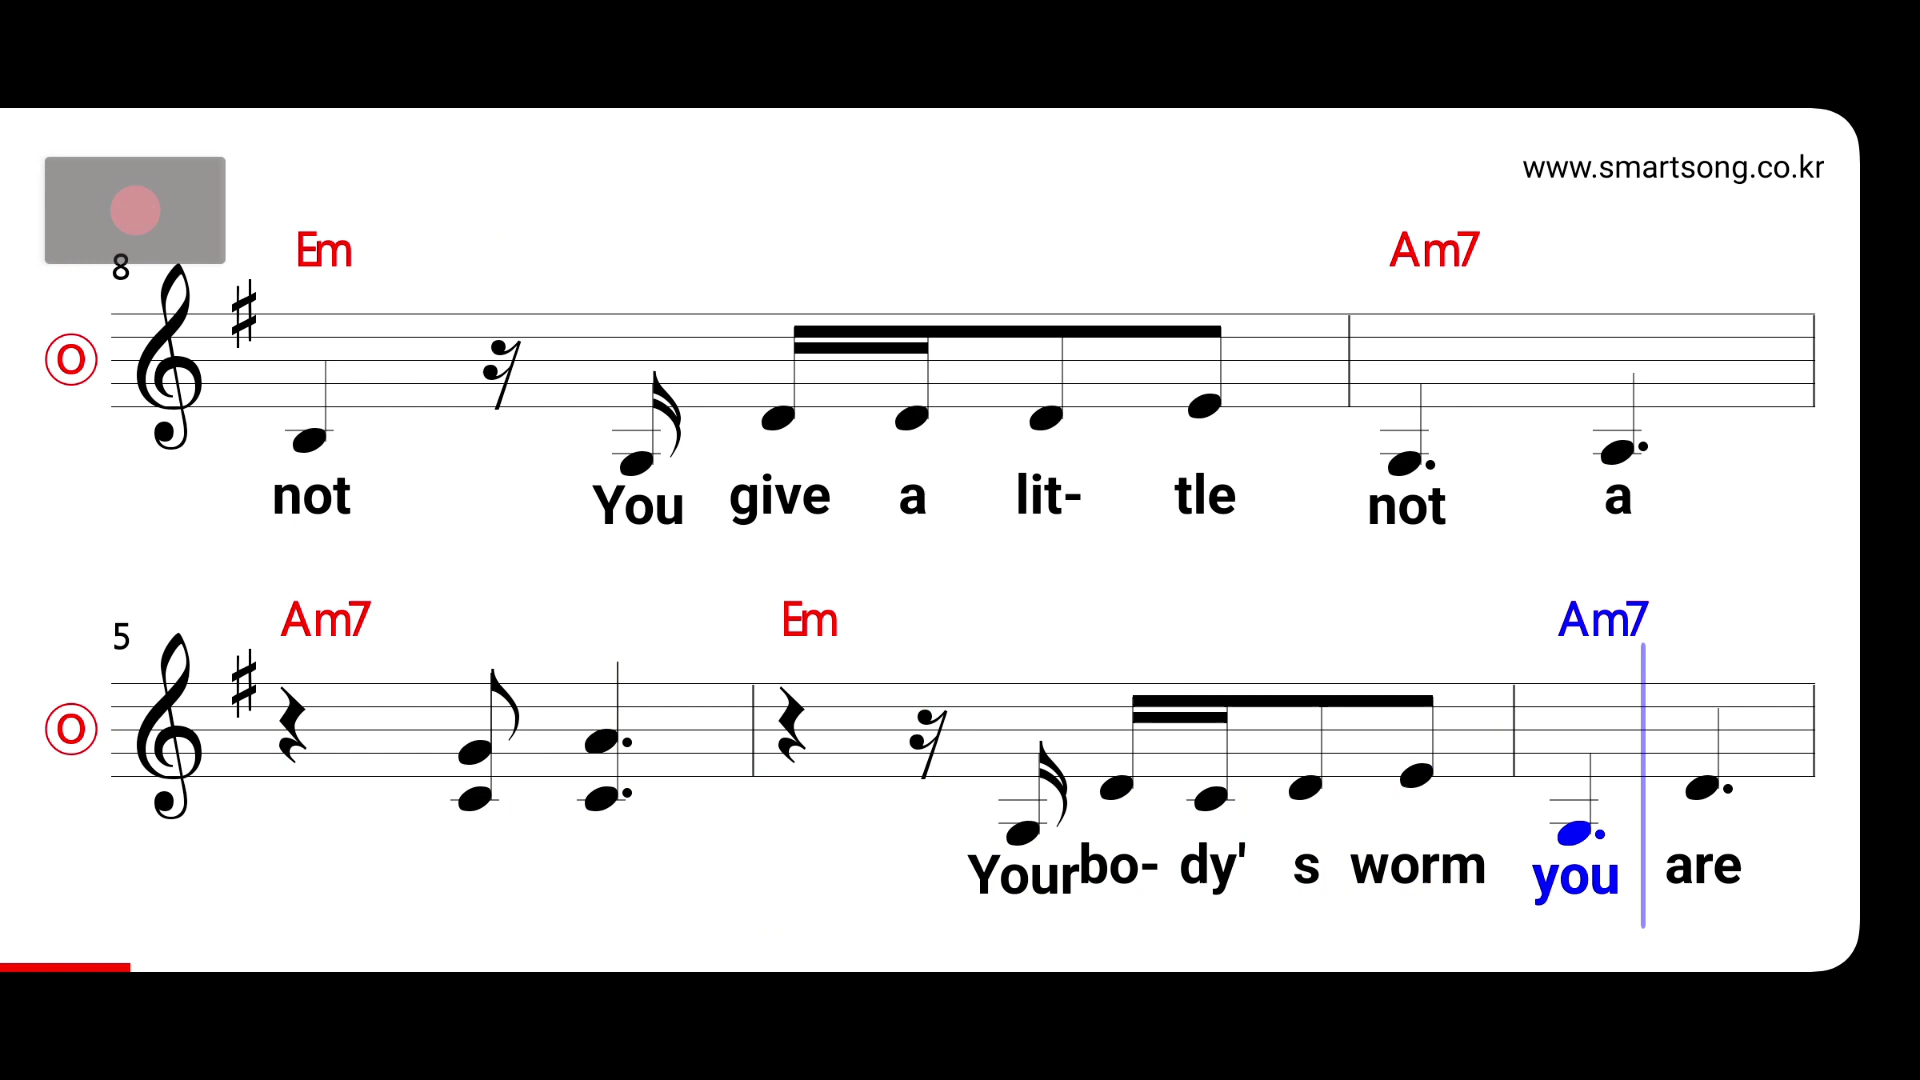 www.smartsong.co.kr
Em Am7
8
O
not You give a lit- tle not a
Am7 Em Am7
5
O
Your bo- dy' s worm you are